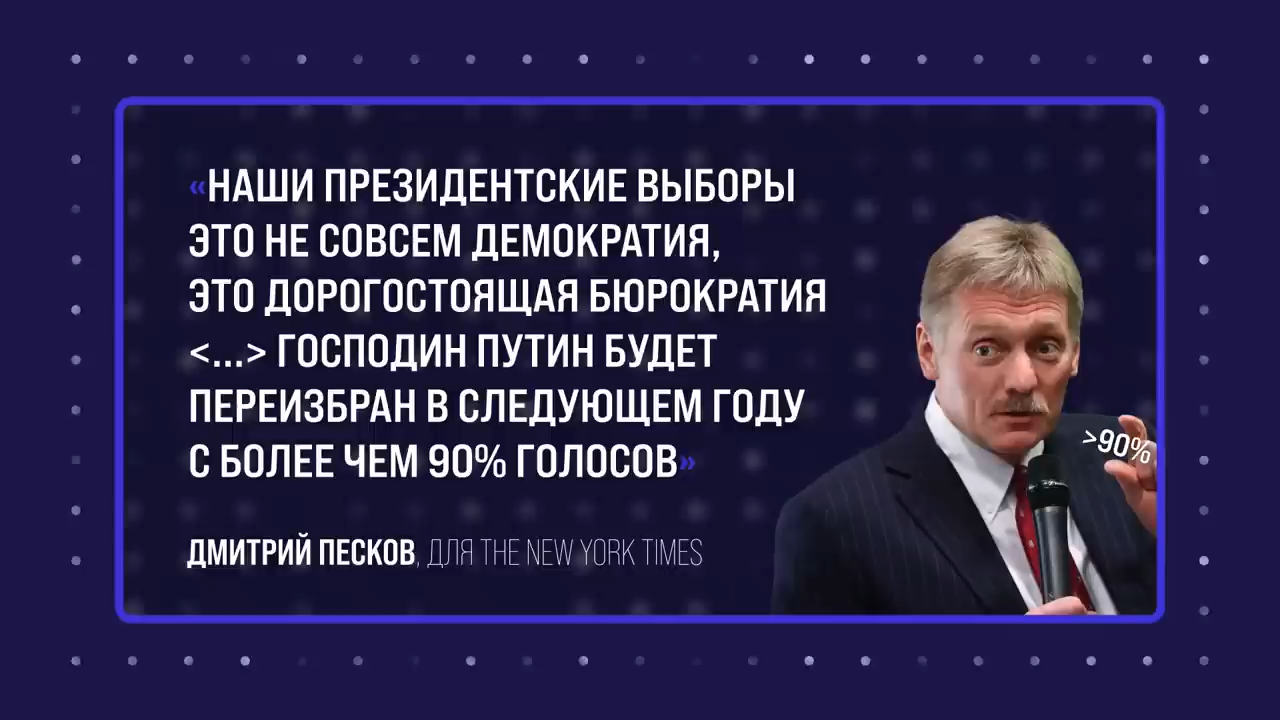 «НАШИ ПРЕЗИДЕНТСКИЕ ВЫБОРЫ
ЭТО НЕ СОВСЕМ ДЕМОКРАТИЯ,
ЭТО ДОРОГОСТОЯЩАЯ БЮРОКРАТИЯ
<...> ГОСПОДИН ПУТИН БУДЕТ
ПЕРЕИЗБРАН В СЛЕДУЮЩЕМ ГОДУ
С БОЛЕЕ ЧЕМ 90% ГОЛОСОВ»
>90%
ДМИТРИЙ ПЕСКОВ, ДЛЯ THE NEW YORK TIMES